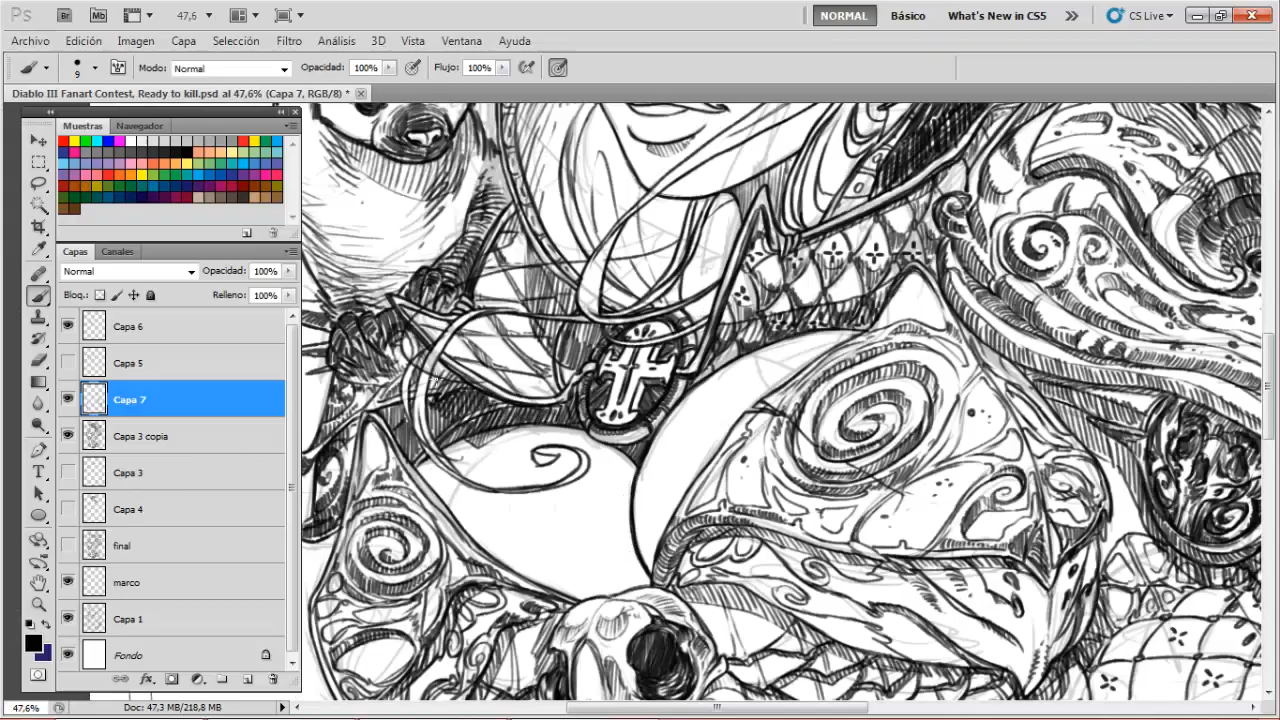 Ps Br Mb 47,6 NORMAL Básico What's New in CS5 CS Live
Archivo Edición Imagen Capa Selección Filtro Análisis 3D Vista Ventana Ayuda
9 Modo: Normal Opacidad: 100% Flujo: 100%
Diablo III Fanart Contest, Ready to kill.psd al 47,6% (Capa 7, RGB/8) *
Muestras Navegador
Capas Canales
Normal Opacidad: 100%
Bloq.: Relleno: 100%
Capa 6
Capa 5
Capa 7
Capa 3 copia
Capa 3
Capa 4
final
marco
Capa 1
Fondo
47,6% Doc: 47,3 MB/218,8 MB